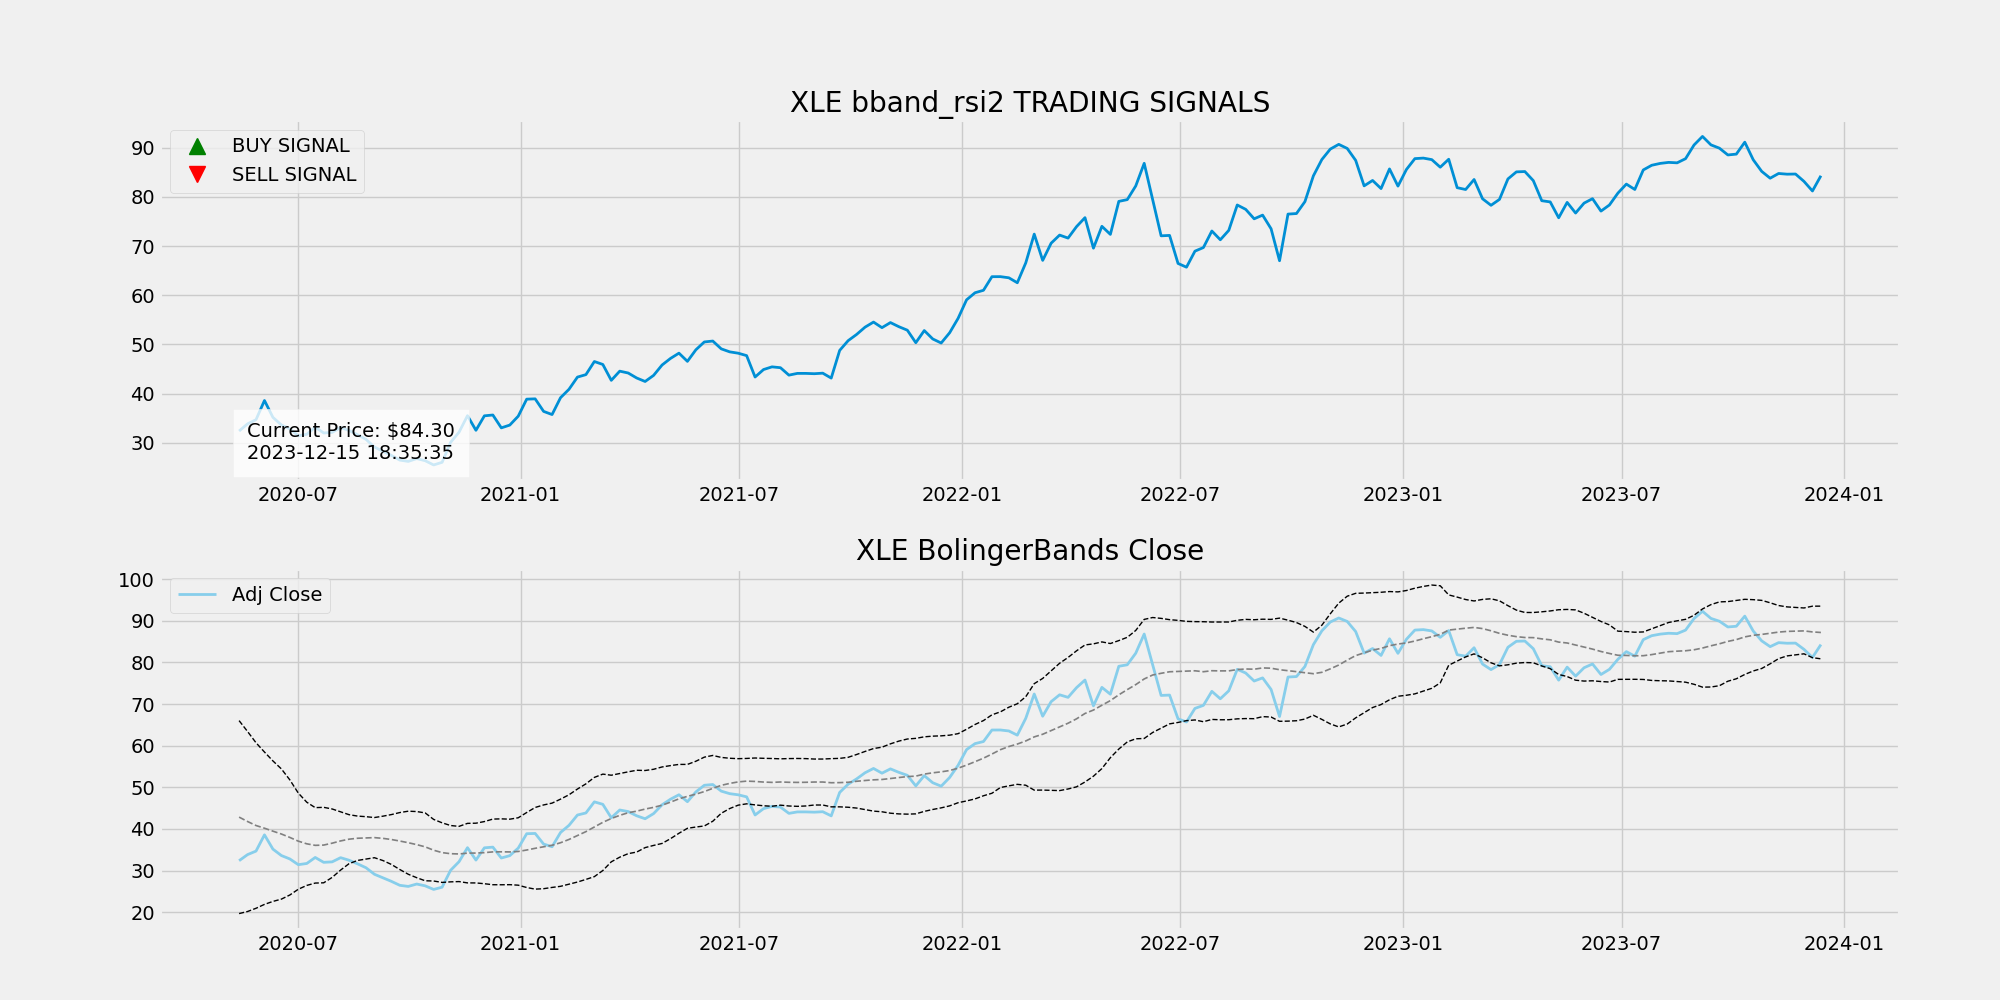 XLE bband_rsi2 TRADING SIGNALS
BUY SIGNAL
SELL SIGNAL
90
80
70
60
50
40
30
Current Price: $84.30
2023-12-15 18:35:35
2020-07 2021-01 2021-07 2022-01 2022-07 2023-01 2023-07 2024-01
XLE BolingerBands Close
Adj Close
100
90
80
70
60
50
40
30
20
2020-07 2021-01 2021-07 2022-01 2022-07 2023-01 2023-07 2024-01